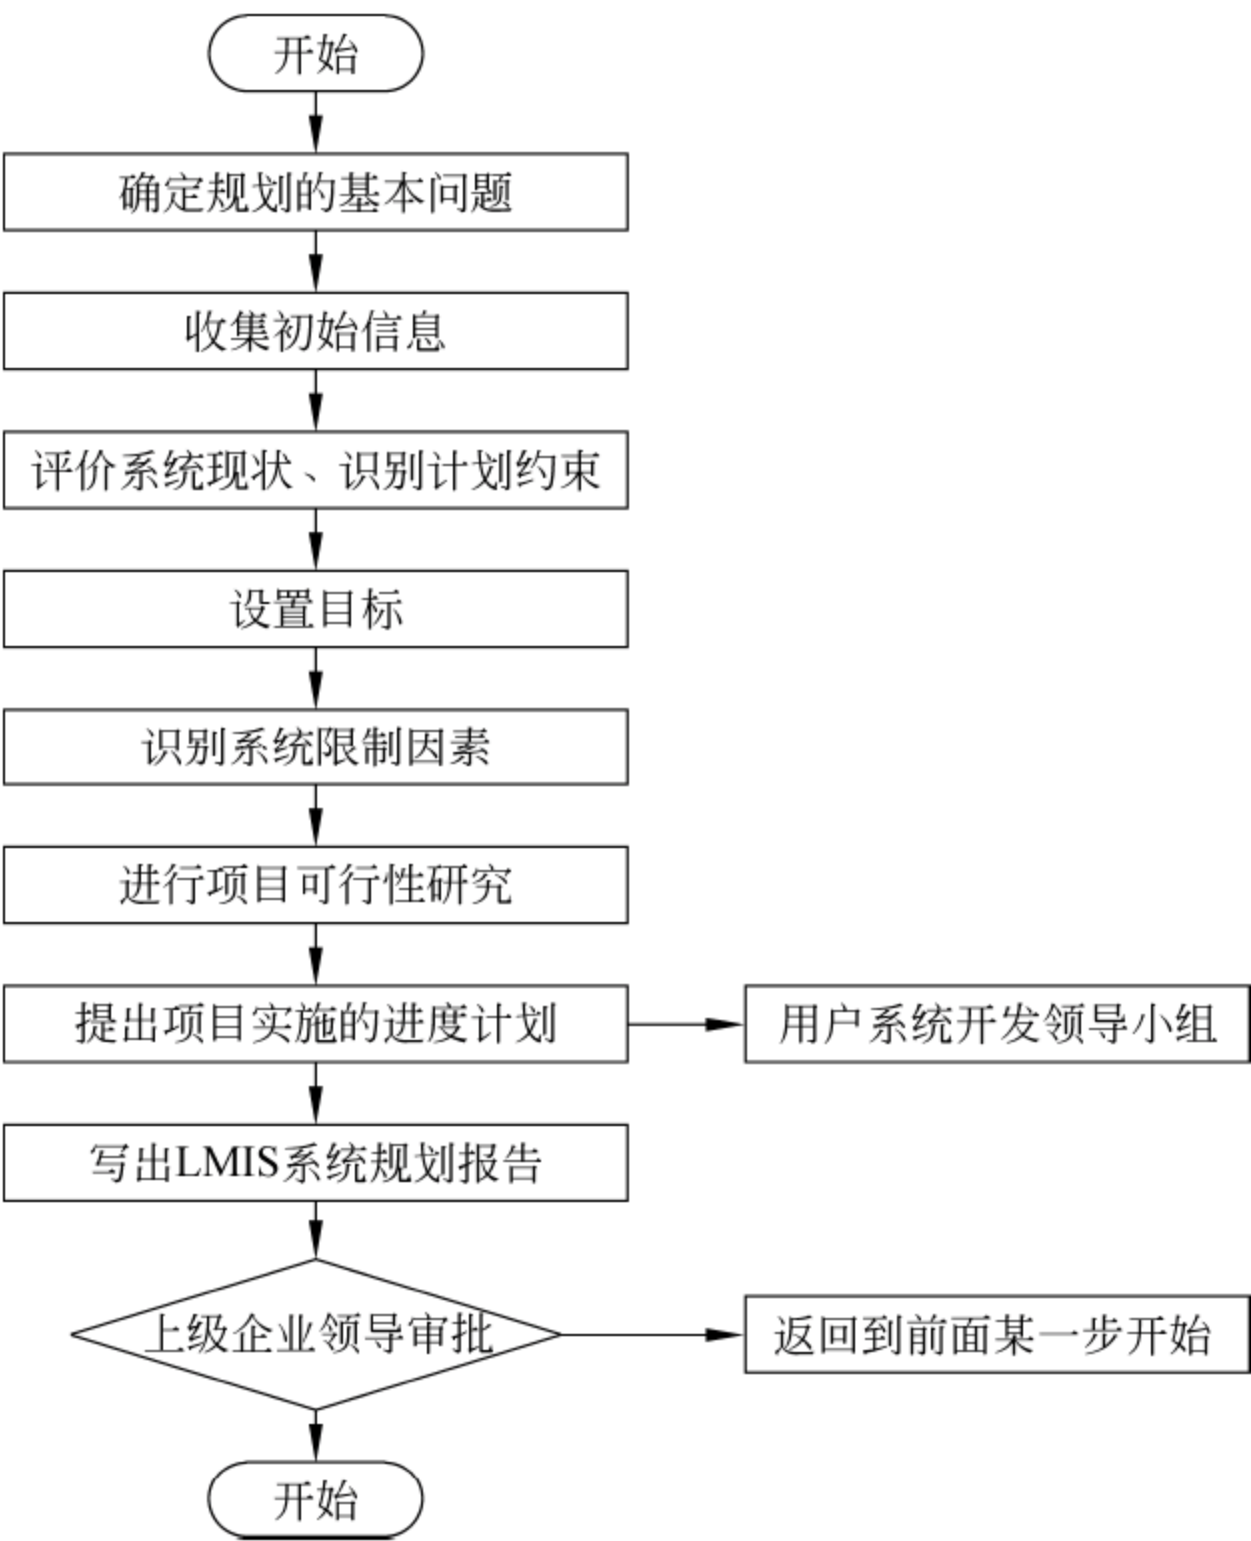 开始
确定规划的基本问题
收集初始信息
评价系统现状、识别计划约束
设置目标
识别系统限制因素
进行项目可行性研究
提出项目实施的进度计划
用户系统开发领导小组
写出LMIS系统规划报告
上级企业领导审批
返回到前面某一步开始
开始